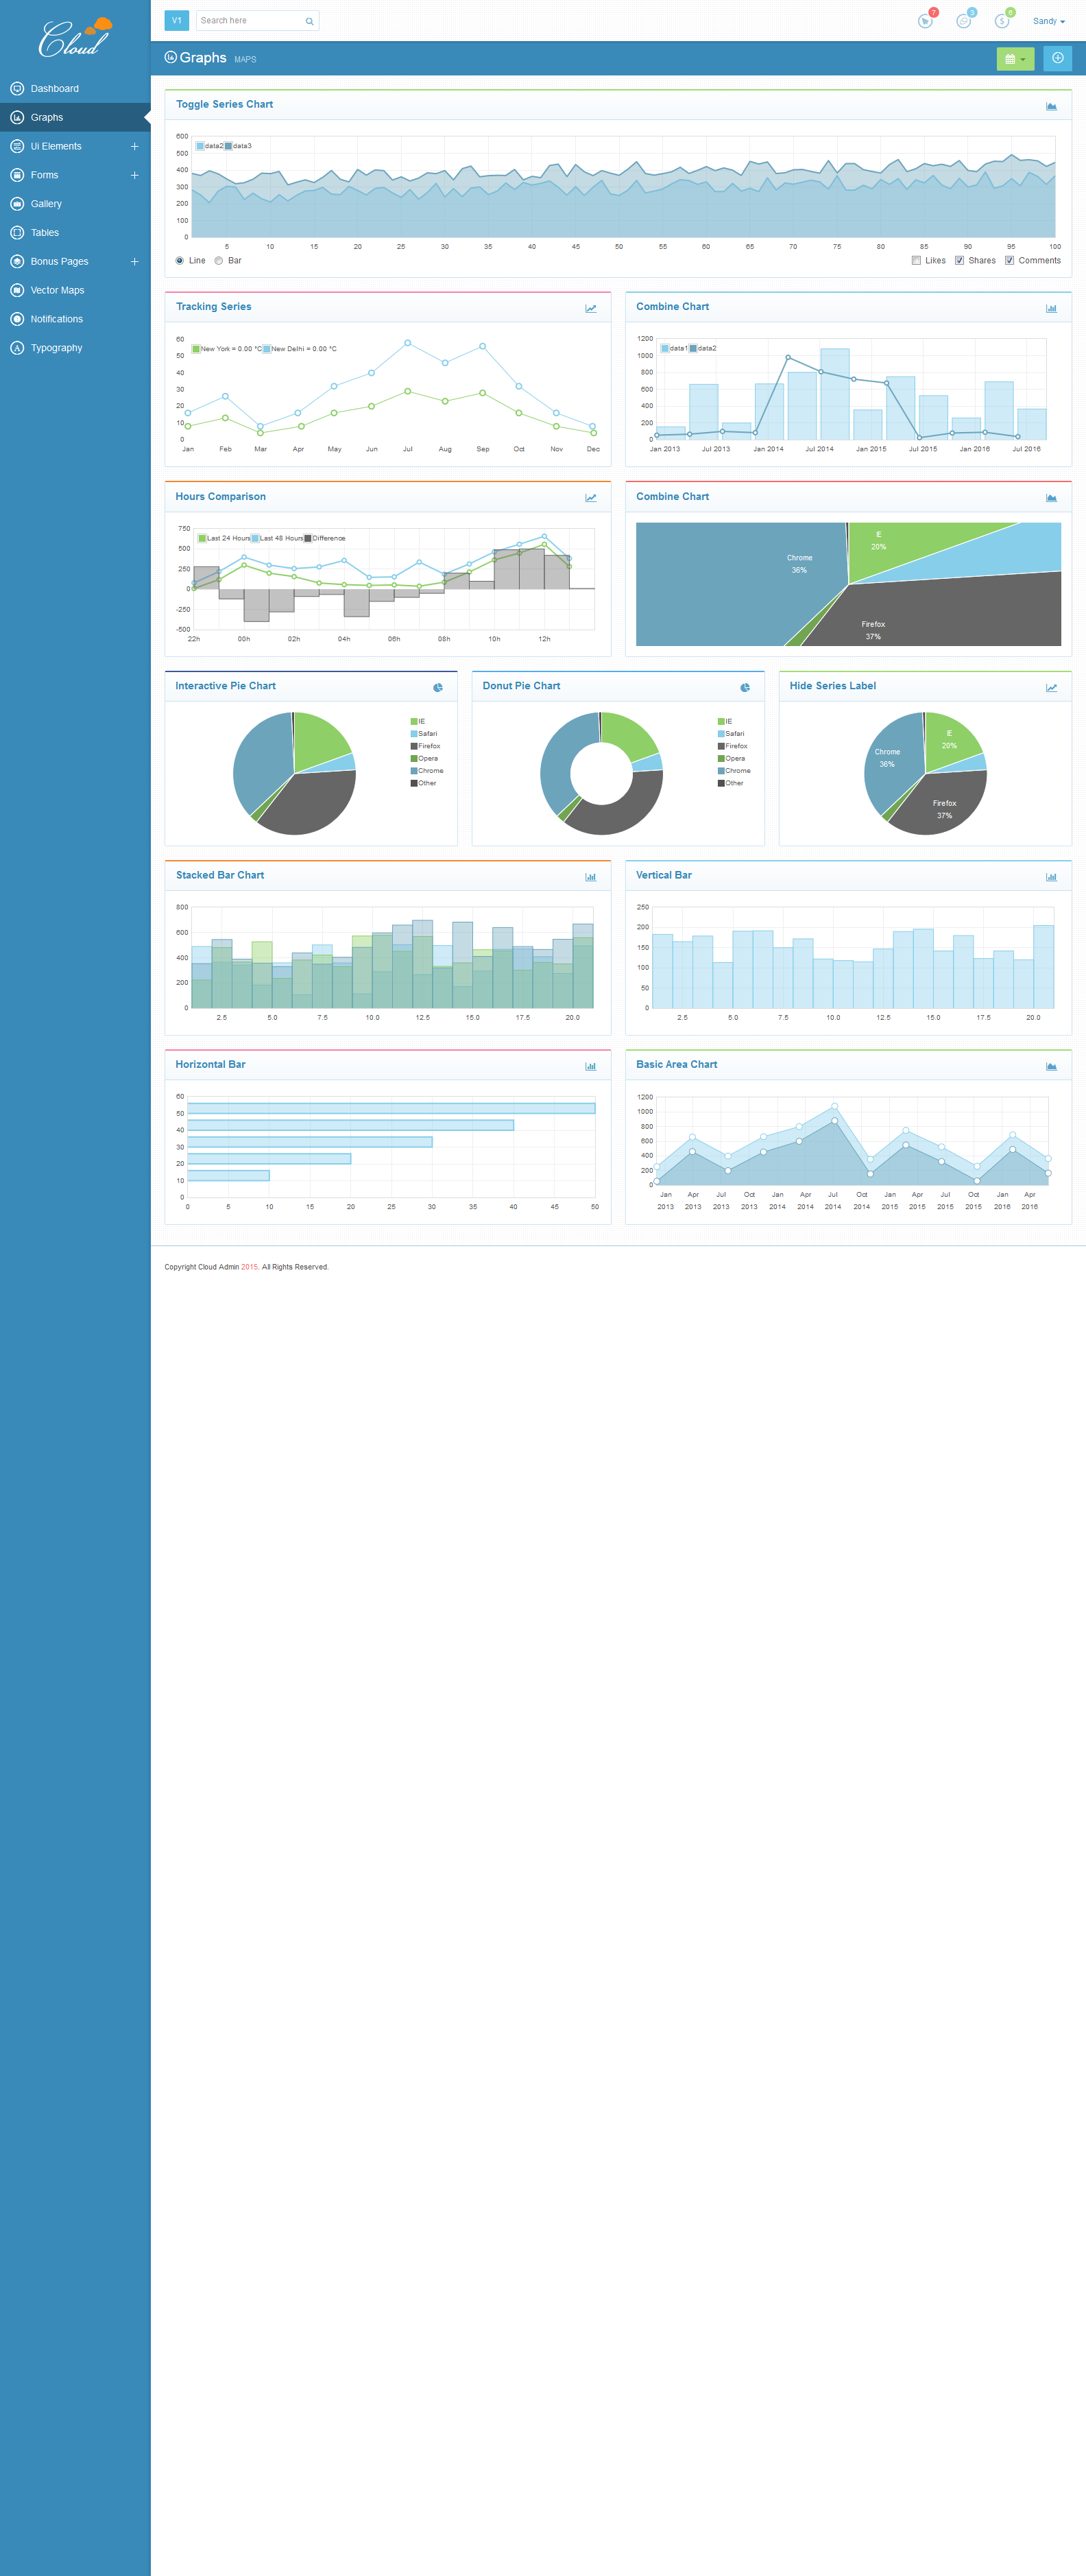 Cloud
Dashboard
Graphs
Ui Elements
Forms
Gallery
Tables
Bonus Pages
Vector Maps
Notifications
Typography
V1 Search here 7 3 6 Sandy
Graphs MAPS
Toggle Series Chart
600
500
400
300
200
100
0
data2 data3
5 10 15 20 25 30 35 40 45 50 55 60 65 70 75 80 85 90 95 100
Line Bar Likes Shares Comments
Tracking Series
60
50
40
30
20
10
0
New York = 0.00 °C New Delhi = 0.00 °C
Jan Feb Mar Apr May Jun Jul Aug Sep Oct Nov Dec
Combine Chart
1200
1000
800
600
400
200
0
data1 data2
Jan 2013 Jul 2013 Jan 2014 Jul 2014 Jan 2015 Jul 2015 Jan 2016 Jul 2016
Hours Comparison
750
500
250
0
-250
-500
Last 24 Hours Last 48 Hours Difference
22h 00h 02h 04h 06h 08h 10h 12h
Combine Chart
IE
20%
Chrome
36%
Firefox
37%
Interactive Pie Chart
IE
Safari
Firefox
Opera
Chrome
Other
Donut Pie Chart
IE
Safari
Firefox
Opera
Chrome
Other
Hide Series Label
IE
20%
Chrome
36%
Firefox
37%
Stacked Bar Chart
800
600
400
200
0
2.5 5.0 7.5 10.0 12.5 15.0 17.5 20.0
Vertical Bar
250
200
150
100
50
0
2.5 5.0 7.5 10.0 12.5 15.0 17.5 20.0
Horizontal Bar
60
50
40
30
20
10
0
0 5 10 15 20 25 30 35 40 45 50
Basic Area Chart
1200
1000
800
600
400
200
0
Jan Apr Jul Oct Jan Apr Jul Oct Jan Apr Jul Oct Jan Apr
2013 2013 2013 2013 2014 2014 2014 2014 2015 2015 2015 2015 2016 2016
Copyright Cloud Admin 2015. All Rights Reserved.